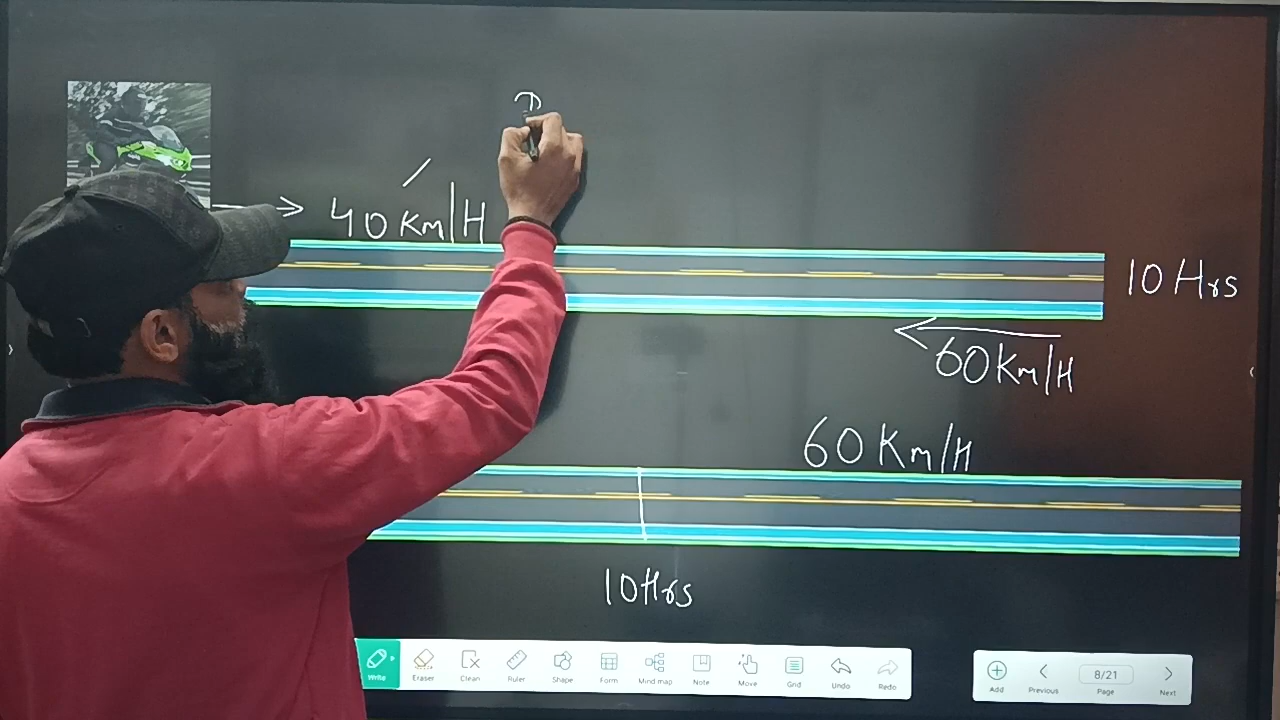 40 Km/H
10 Hrs
60 Km/H
60 Km/H
10 Hrs
Write
Eraser
Clean
Ruler
Shape
Form
Mind map
Note
Move
Grid
Undo
Redo
Add
Previous
8/21
Page
Next